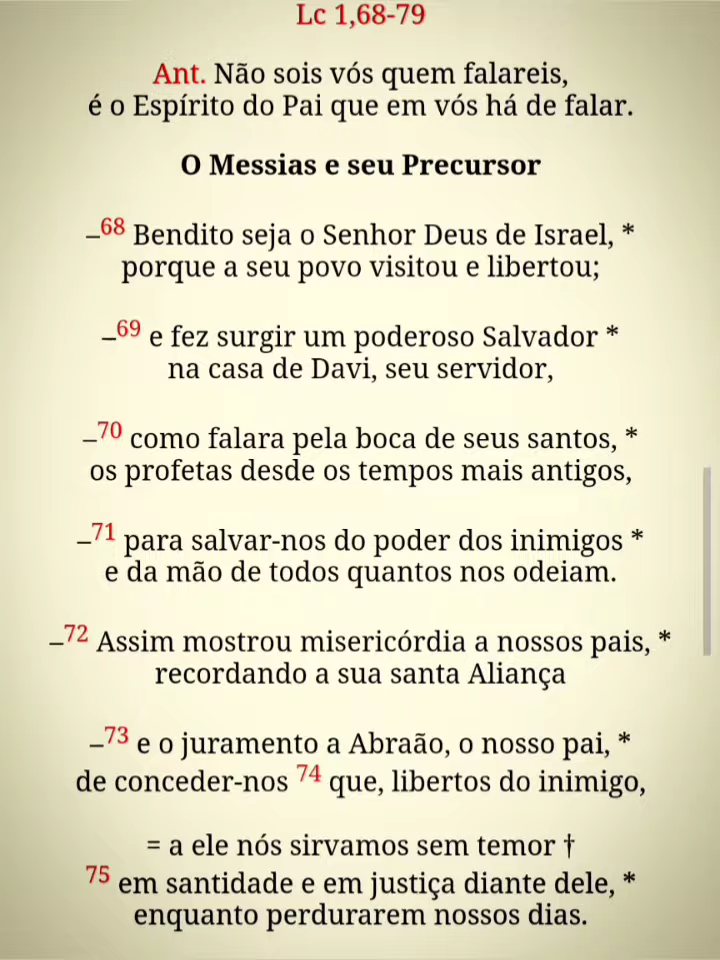 Lc 1,68-79
Ant. Não sois vós quem falareis,
é o Espírito do Pai que em vós há de falar.
O Messias e seu Precursor
–68 Bendito seja o Senhor Deus de Israel, *
porque a seu povo visitou e libertou;
–69 e fez surgir um poderoso Salvador *
na casa de Davi, seu servidor,
–70 como falara pela boca de seus santos, *
os profetas desde os tempos mais antigos,
–71 para salvar-nos do poder dos inimigos *
e da mão de todos quantos nos odeiam.
–72 Assim mostrou misericórdia a nossos pais, *
recordando a sua santa Aliança
–73 e o juramento a Abraão, o nosso pai, *
de conceder-nos 74 que, libertos do inimigo,
= a ele nós sirvamos sem temor †
75 em santidade e em justiça diante dele, *
enquanto perdurarem nossos dias.